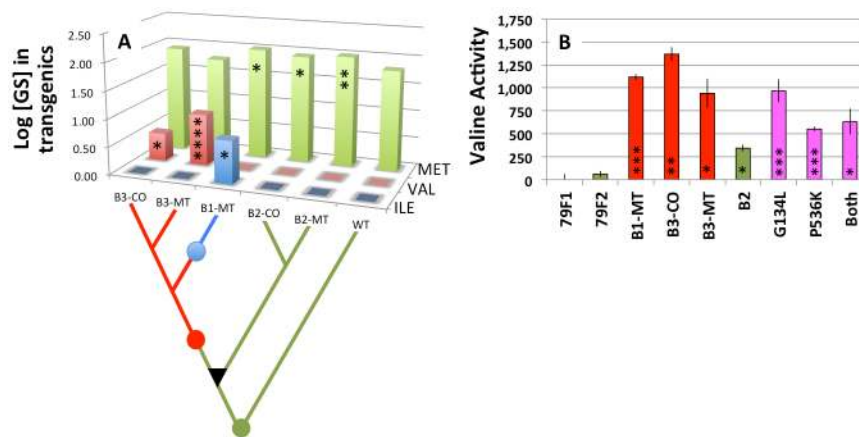 A
Log [GS] in
transgenics
2.50
2.00
1.50
1.00
0.50
0.00
*
****
*
*
*
**
MET
VAL
ILE
B3-CO
B3-MT
B1-MT
B2-CO
B2-MT
WT
B
Valine Activity
1,750
1,500
1,250
1,000
750
500
250
0
***
**
*
*
***
***
*
79F1
79F2
B1-MT
B3-CO
B3-MT
B2
G134L
P536K
Both